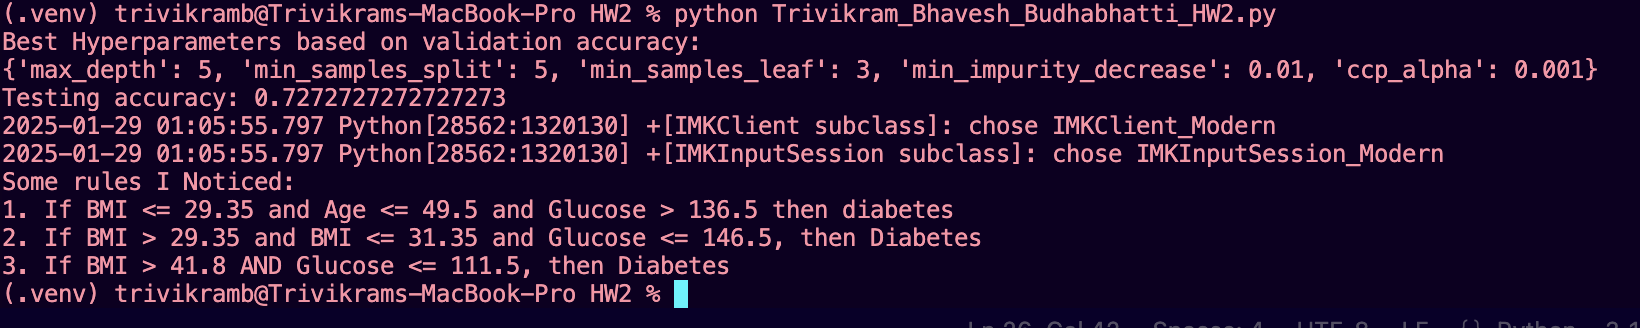 (.venv) trivikramb@Trivikrams-MacBook-Pro HW2 % python Trivikram_Bhavesh_Budhabhatti_HW2.py
Best Hyperparameters based on validation accuracy:
{'max_depth': 5, 'min_samples_split': 5, 'min_samples_leaf': 3, 'min_impurity_decrease': 0.01, 'ccp_alpha': 0.001}
Testing accuracy: 0.7272727272727273
2025-01-29 01:05:55.797 Python[28562:1320130] +[IMKClient subclass]: chose IMKClient_Modern
2025-01-29 01:05:55.797 Python[28562:1320130] +[IMKInputSession subclass]: chose IMKInputSession_Modern
Some rules I Noticed:
1. If BMI <= 29.35 and Age <= 49.5 and Glucose > 136.5 then diabetes
2. If BMI > 29.35 and BMI <= 31.35 and Glucose <= 146.5, then Diabetes
3. If BMI > 41.8 AND Glucose <= 111.5, then Diabetes
(.venv) trivikramb@Trivikrams-MacBook-Pro HW2 %